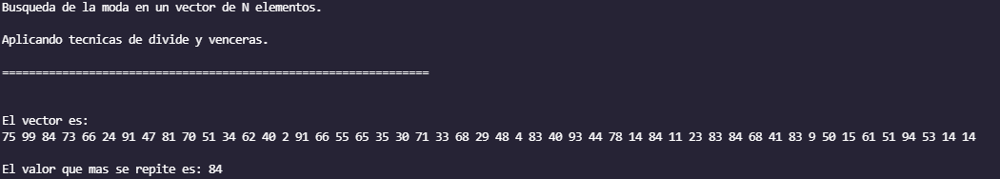 Busqueda de la moda en un vector de N elementos.
Aplicando tecnicas de divide y venceras.
================================================================
El vector es:
75 99 84 73 66 24 91 47 81 70 51 34 62 40 2 91 66 55 65 35 30 71 33 68 29 48 4 83 40 93 44 78 14 84 11 23 83 84 68 41 83 9 50 15 61 51 94 53 14 14
El valor que mas se repite es: 84